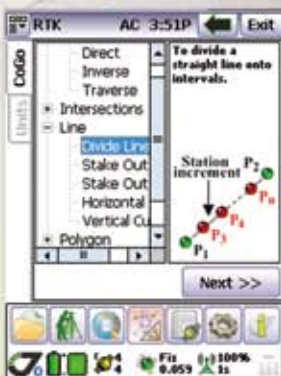 RTK AC 3:51P Exit
CoGo
Units
Direct
Inverse
Traverse
Intersections
Line
Divide Line
Stake Out
Stake Out
Horizontal
Vertical Cu
Polygon
To divide a
straight line onto
intervals.
Station
increment
P2
Pn
P4
P3
P1
Next >>
4
4
Fix
0.059
100%
1s